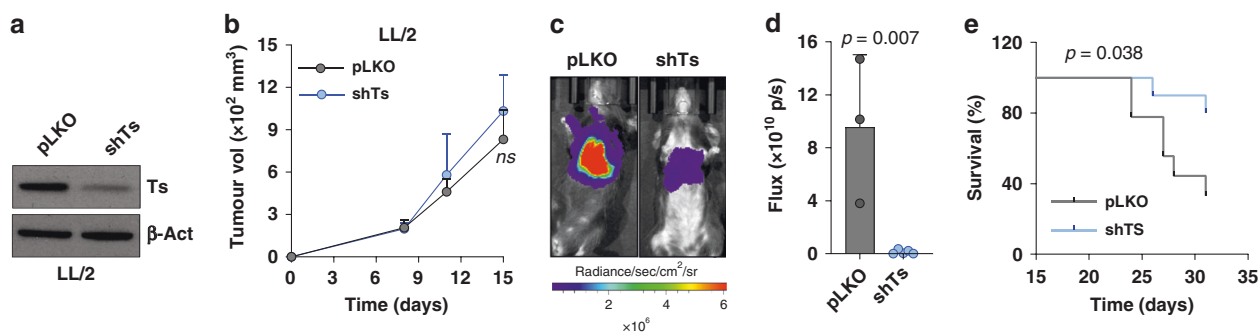 a
pLKO
shTs
Ts
β-Act
LL/2
b
LL/2
Tumour vol (×10² mm³)
15
12
9
6
3
0
pLKO
shTs
ns
0 3 6 9 12 15
Time (days)
c
pLKO shTs
Radiance/sec/cm²/sr
2 4 6
×10⁶
d
p = 0.007
Flux (×10¹⁰ p/s)
16
12
8
4
0
pLKO
shTs
e
p = 0.038
Survival (%)
120
80
40
0
pLKO
shTS
15 20 25 30 35
Time (days)